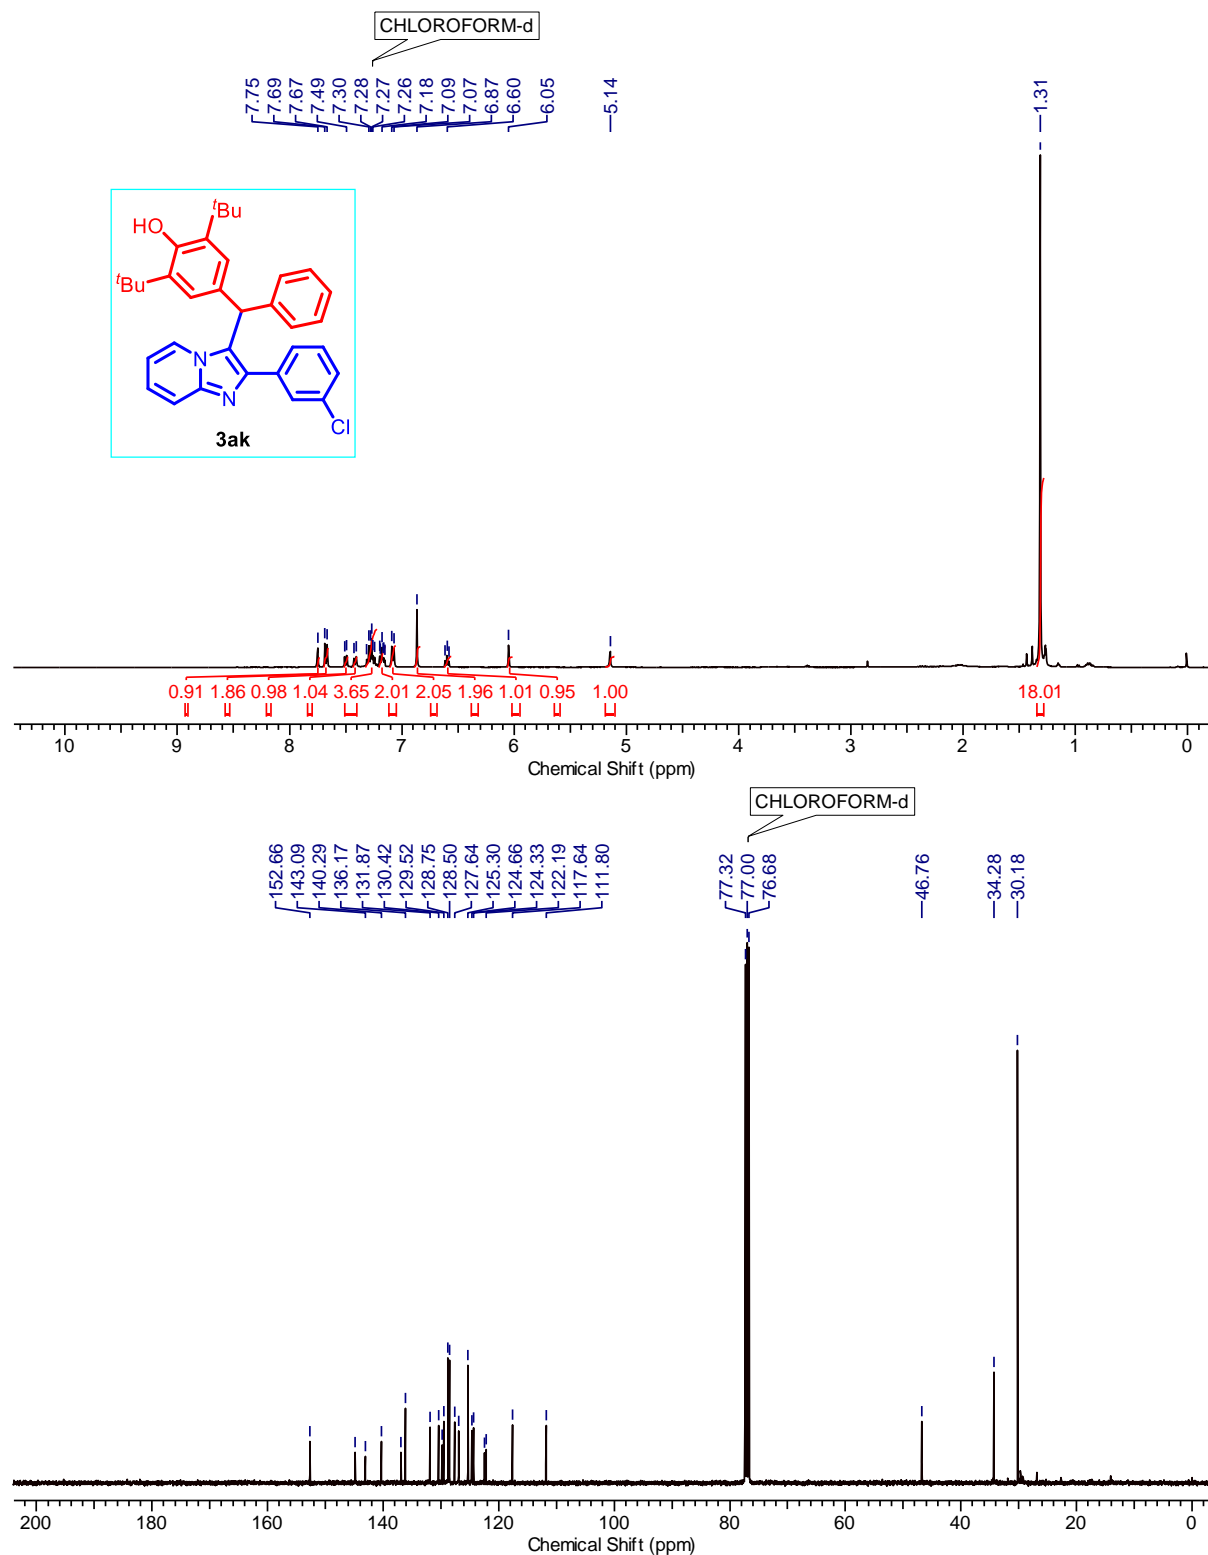 CHLOROFORM-d
7.75 7.69 7.67 7.49 7.30 7.28 7.27 7.26 7.18 7.09 7.07 6.87 6.60 6.05 5.14 1.31
tBu
HO
tBu
N
N
Cl
3ak
0.91 1.86 0.98 1.04 3.65 2.01 2.05 1.96 1.01 0.95 1.00 18.01
10 9 8 7 6 5 4 3 2 1 0
Chemical Shift (ppm)
CHLOROFORM-d
152.66 143.09 140.29 136.17 131.87 130.42 129.52 128.75 128.50 127.64 125.30 124.66 124.33 122.19 117.64 111.80 77.32 77.00 76.68 46.76 34.28 30.18
200 180 160 140 120 100 80 60 40 20 0
Chemical Shift (ppm)